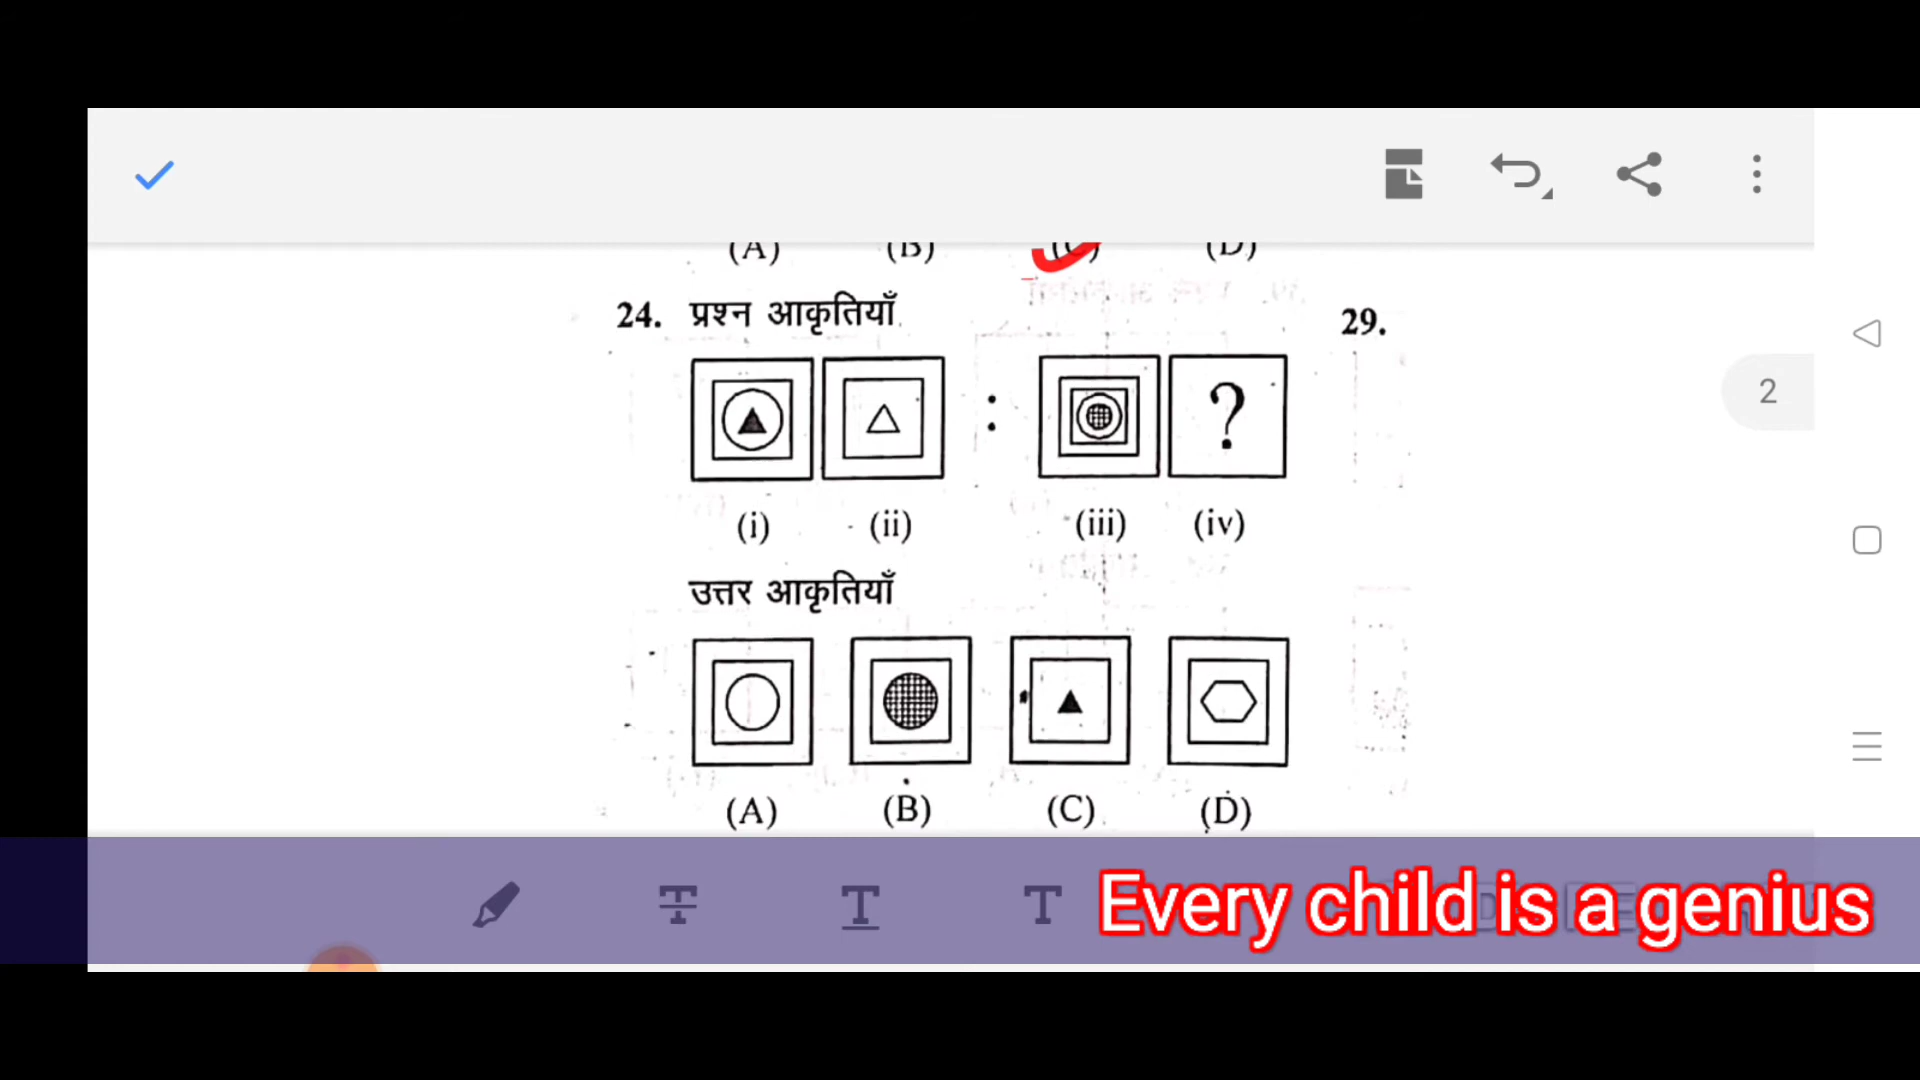 (A) (B) (C) (D)
24. प्रश्न आकृतियाँ
29.
2
: ?
(i) (ii) (iii) (iv)
उत्तर आकृतियाँ
(A) (B) (C) (D)
T T T
Every child is a genius